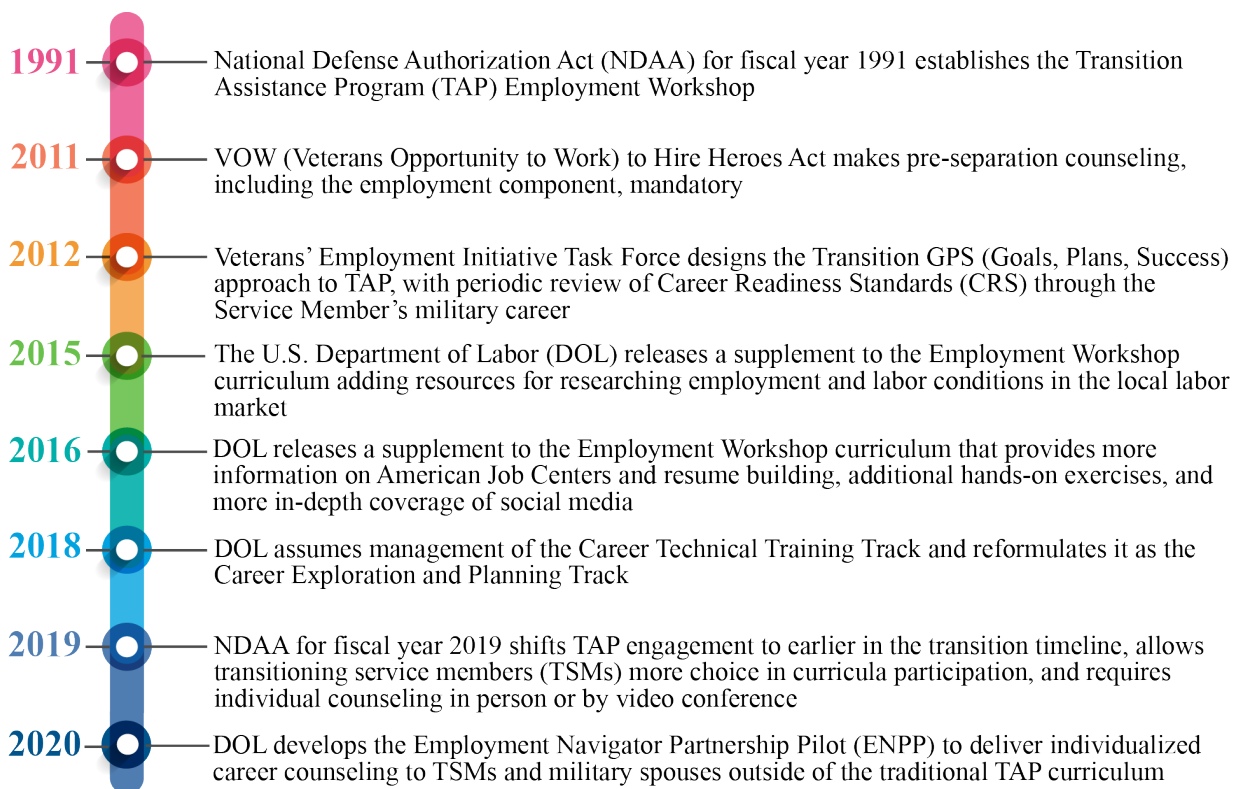 1991
National Defense Authorization Act (NDAA) for fiscal year 1991 establishes the Transition
Assistance Program (TAP) Employment Workshop
2011
VOW (Veterans Opportunity to Work) to Hire Heroes Act makes pre-separation counseling,
including the employment component, mandatory
2012
Veterans’ Employment Initiative Task Force designs the Transition GPS (Goals, Plans, Success)
approach to TAP, with periodic review of Career Readiness Standards (CRS) through the
Service Member’s military career
2015
The U.S. Department of Labor (DOL) releases a supplement to the Employment Workshop
curriculum adding resources for researching employment and labor conditions in the local labor
market
2016
DOL releases a supplement to the Employment Workshop curriculum that provides more
information on American Job Centers and resume building, additional hands-on exercises, and
more in-depth coverage of social media
2018
DOL assumes management of the Career Technical Training Track and reformulates it as the
Career Exploration and Planning Track
2019
NDAA for fiscal year 2019 shifts TAP engagement to earlier in the transition timeline, allows
transitioning service members (TSMs) more choice in curricula participation, and requires
individual counseling in person or by video conference
2020
DOL develops the Employment Navigator Partnership Pilot (ENPP) to deliver individualized
career counseling to TSMs and military spouses outside of the traditional TAP curriculum